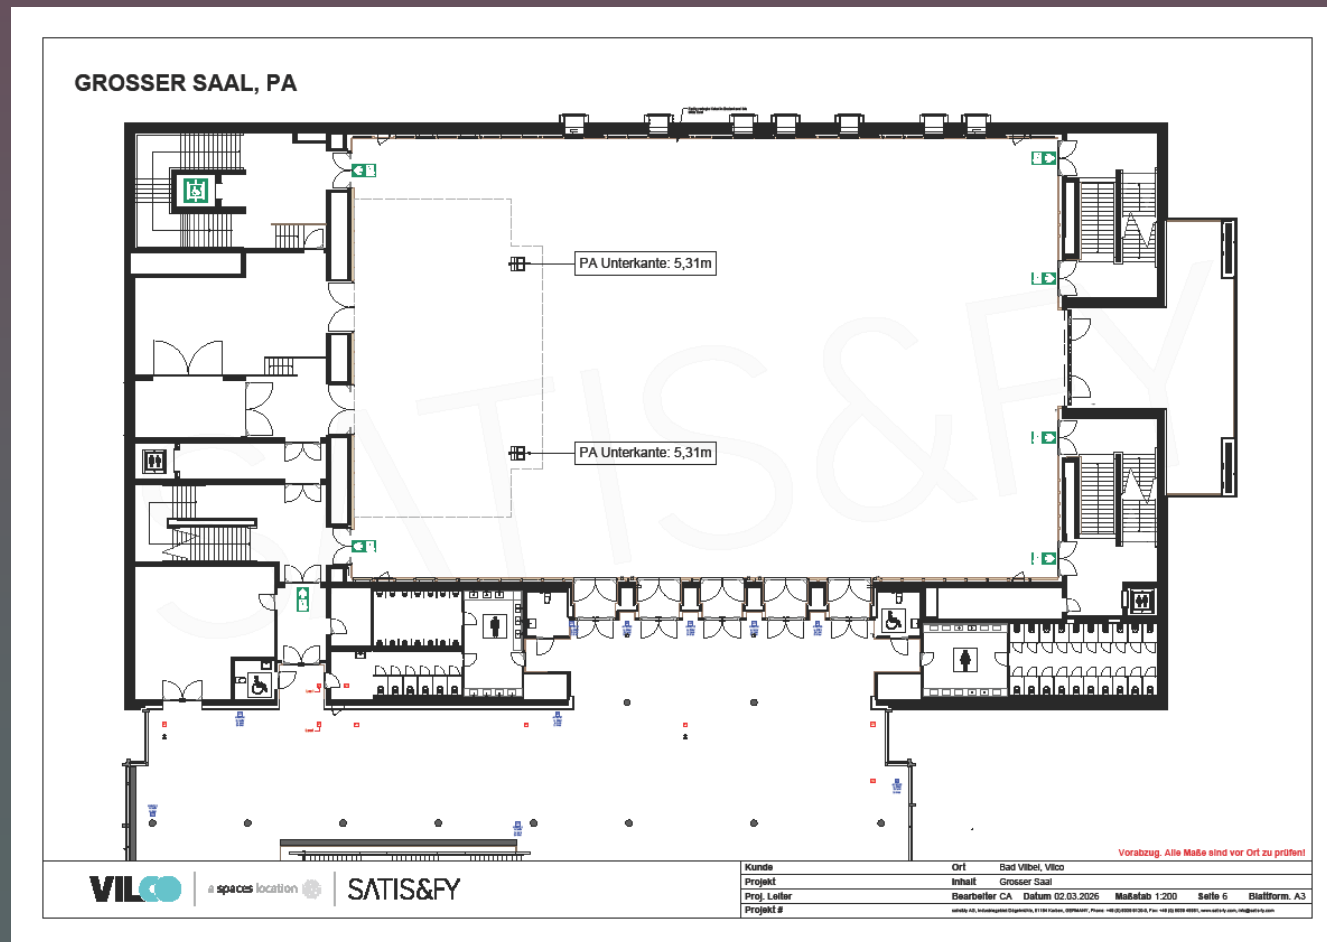 GROSSER SAAL, PA
PA Unterkante: 5,31m
PA Unterkante: 5,31m
SATIS&FY
Vorabzug. Alle Maße sind vor Ort zu prüfen!
VILCO
a spaces location
SATIS&FY
Kunde
Ort Bad Vilbel, Vilco
Projekt
Inhalt Grosser Saal
Proj. Leiter
Bearbeiter CA Datum 02.03.2026 Maßstab 1:200 Seite 6 Blattform. A3
Projekt #